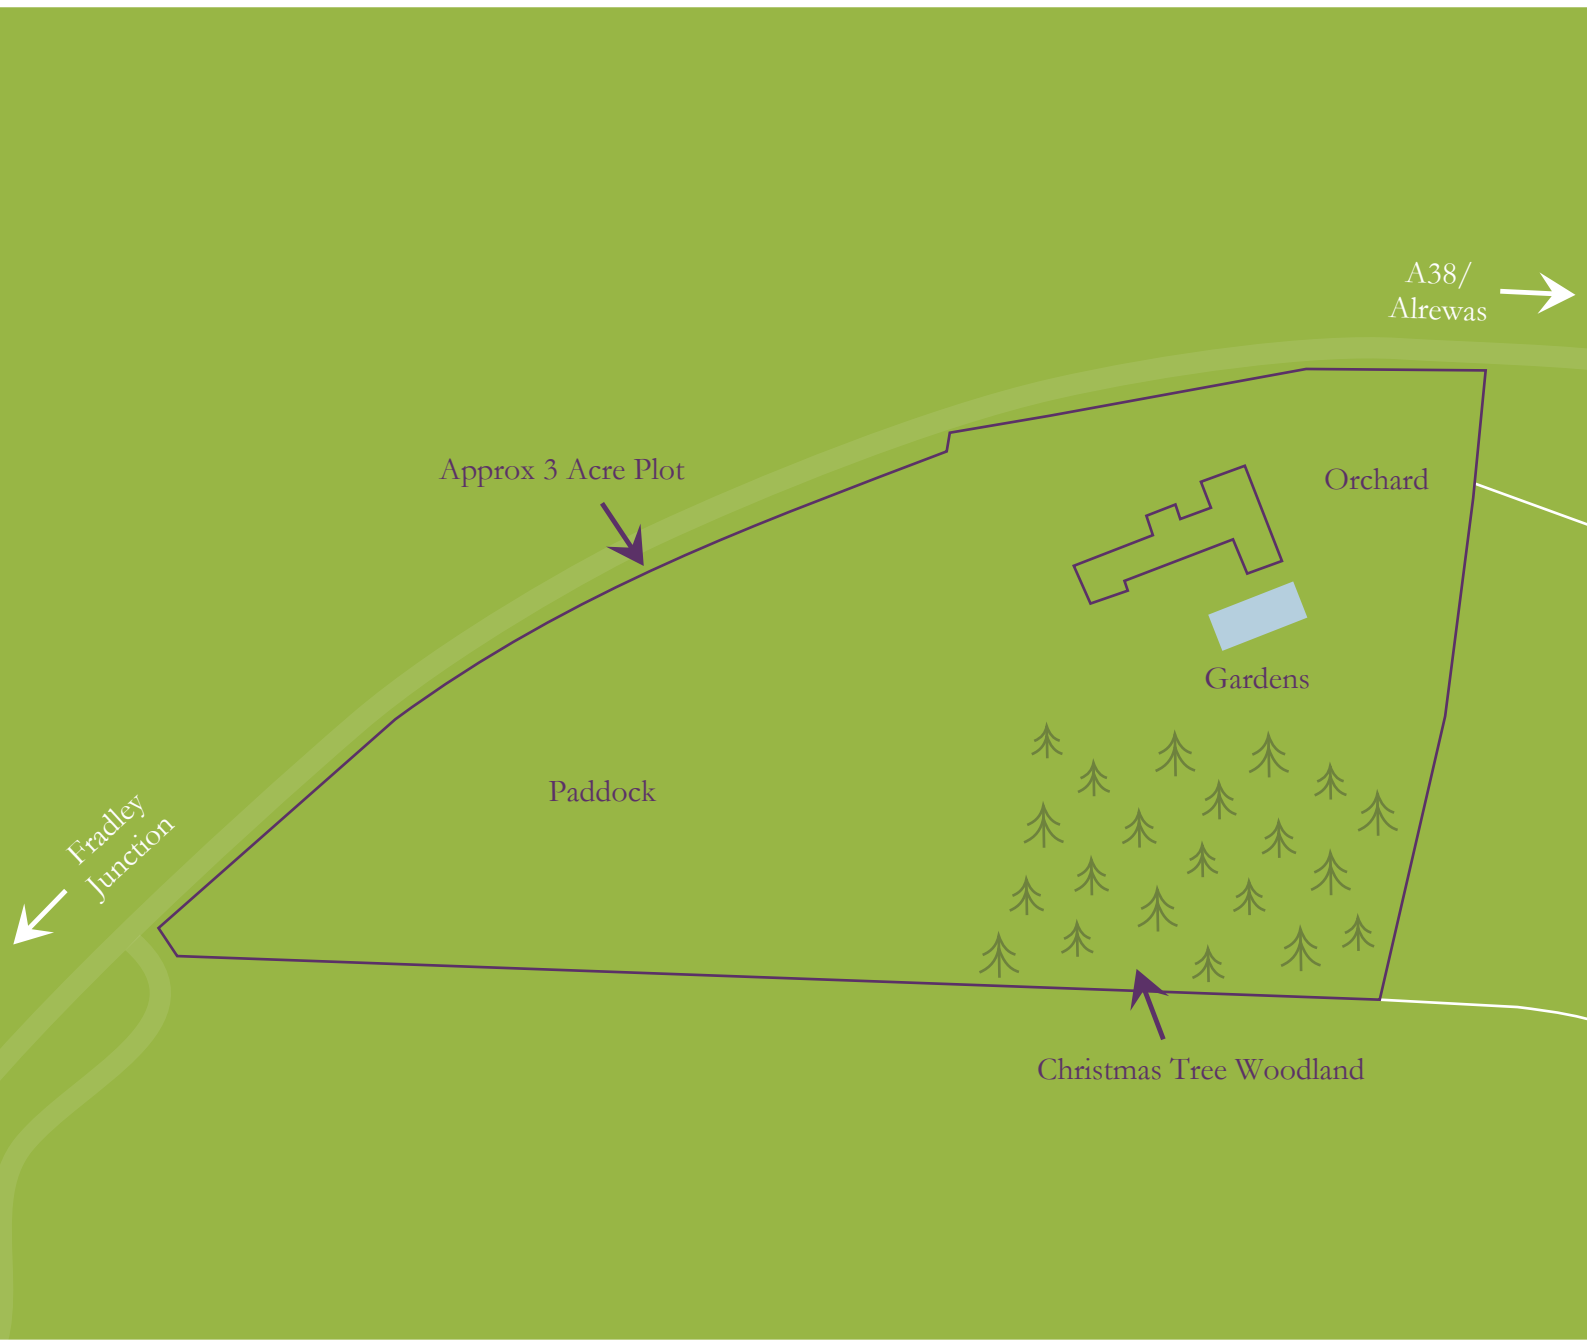 A38/
Alrewas
Approx 3 Acre Plot
Orchard
Gardens
Paddock
Fradley
Junction
Christmas Tree Woodland